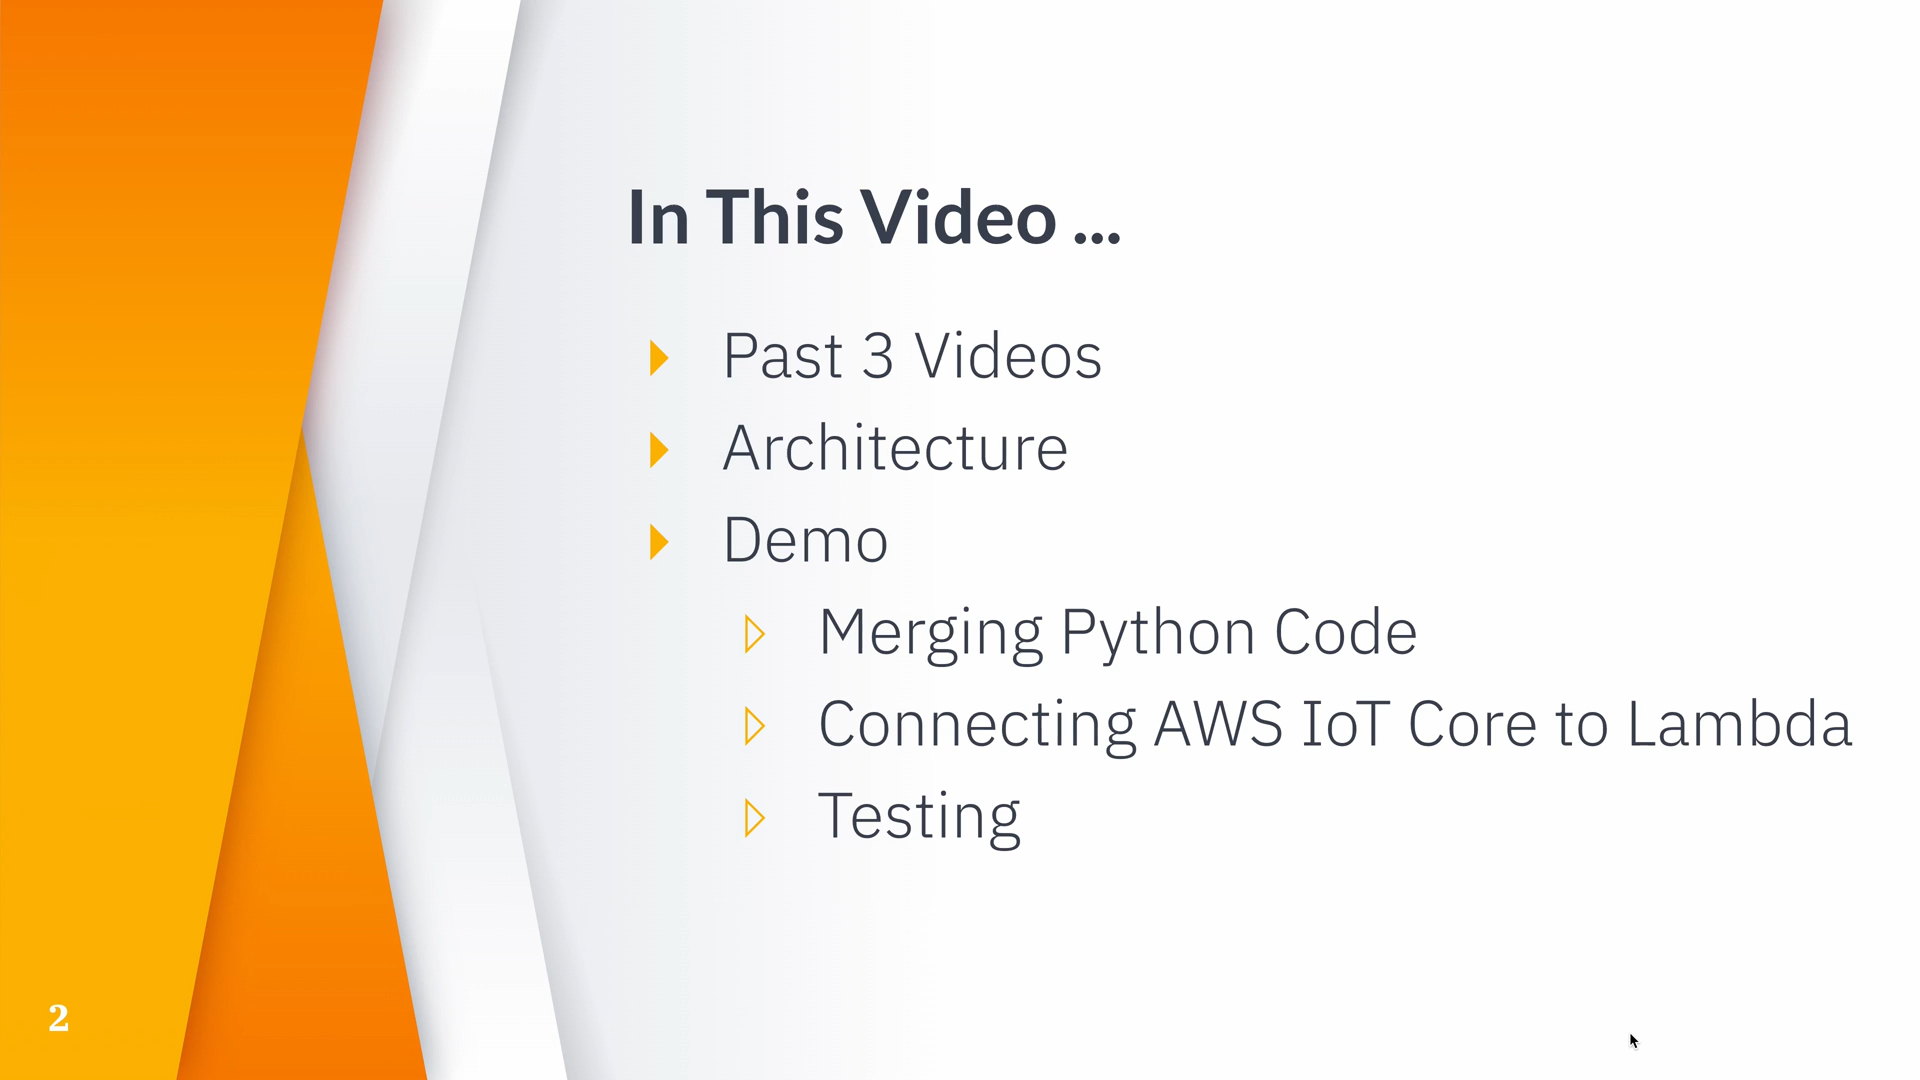 In This Video ...
Past 3 Videos
Architecture
Demo
Merging Python Code
Connecting AWS IoT Core to Lambda
Testing
2